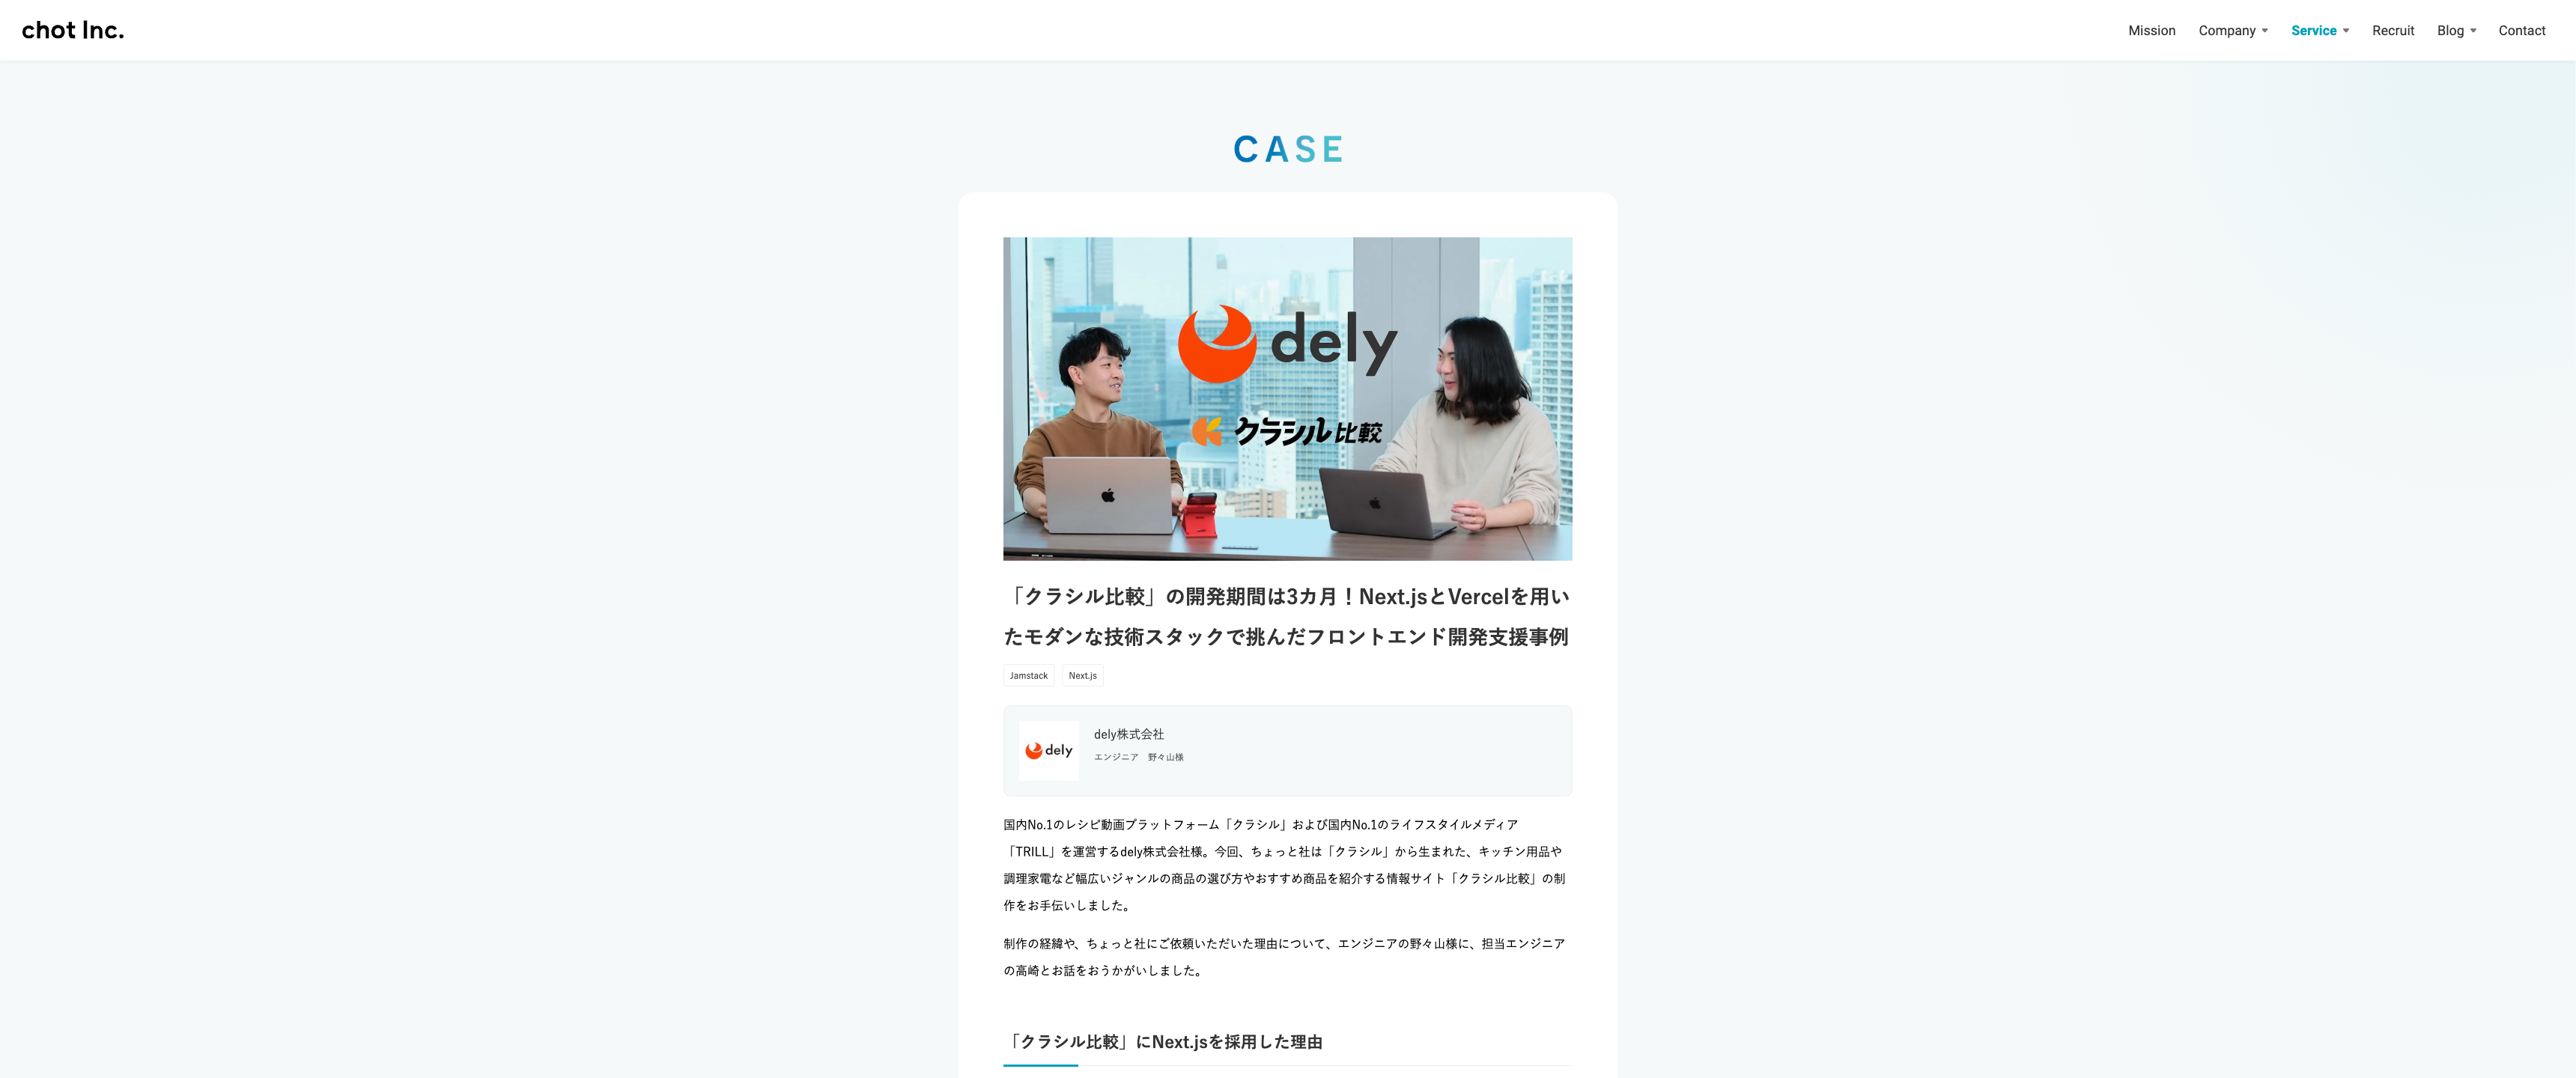 chot Inc.
Mission Company Service Recruit Blog Contact
CASE
dely
クラシル比較
「クラシル比較」の開発期間は3カ月！Next.jsとVercelを用い
たモダンな技術スタックで挑んだフロントエンド開発支援事例
Jamstack Next.js
dely
dely株式会社
エンジニア　野々山様
国内No.1のレシピ動画プラットフォーム「クラシル」および国内No.1のライフスタイルメディア
「TRILL」を運営するdely株式会社様。今回、ちょっと社は「クラシル」から生まれた、キッチン用品や
調理家電など幅広いジャンルの商品の選び方やおすすめ商品を紹介する情報サイト「クラシル比較」の制
作をお手伝いしました。
制作の経緯や、ちょっと社にご依頼いただいた理由について、エンジニアの野々山様に、担当エンジニア
の高崎とお話をおうかがいしました。
「クラシル比較」にNext.jsを採用した理由